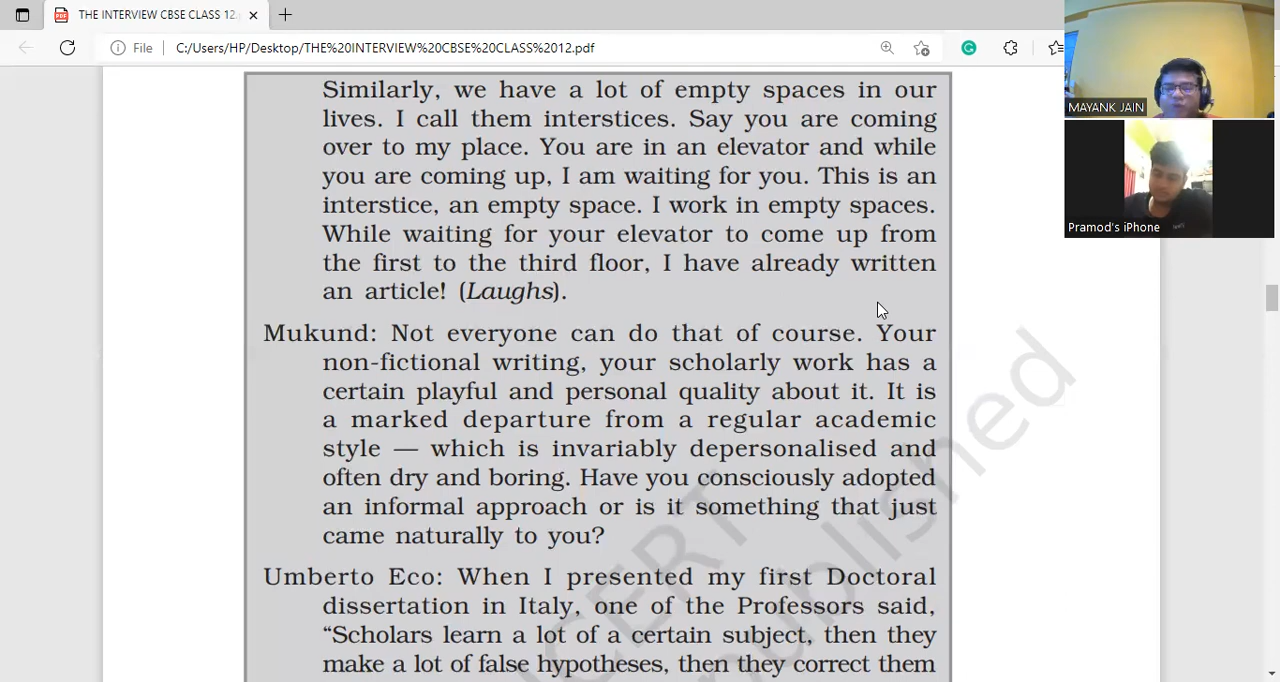 THE INTERVIEW CBSE CLASS 12.
File
C:/Users/HP/Desktop/THE%20INTERVIEW%20CBSE%20CLASS%2012.pdf
MAYANK JAIN
Pramod's iPhone
Similarly, we have a lot of empty spaces in our
lives. I call them interstices. Say you are coming
over to my place. You are in an elevator and while
you are coming up, I am waiting for you. This is an
interstice, an empty space. I work in empty spaces.
While waiting for your elevator to come up from
the first to the third floor, I have already written
an article! (Laughs).
Mukund: Not everyone can do that of course. Your
non-fictional writing, your scholarly work has a
certain playful and personal quality about it. It is
a marked departure from a regular academic
style — which is invariably depersonalised and
often dry and boring. Have you consciously adopted
an informal approach or is it something that just
came naturally to you?
Umberto Eco: When I presented my first Doctoral
dissertation in Italy, one of the Professors said,
“Scholars learn a lot of a certain subject, then they
make a lot of false hypotheses, then they correct them